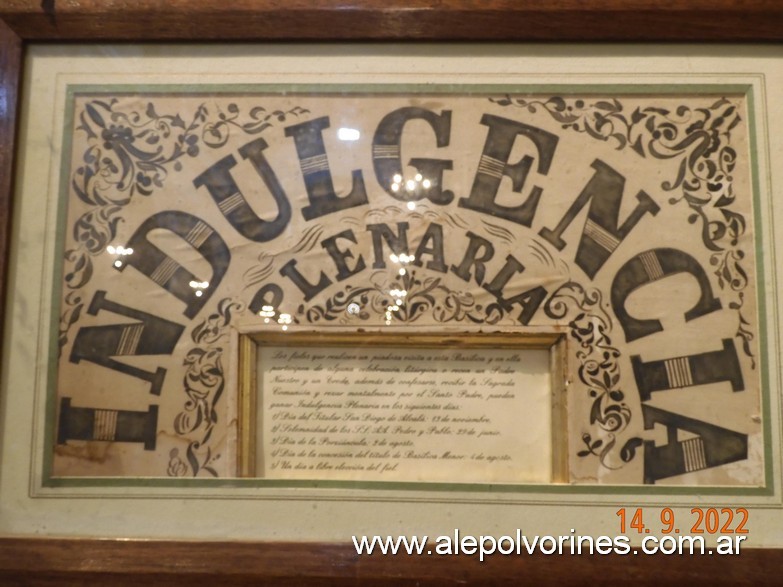 INDULGENCIA
PLENARIA
Los fieles que realicen una piadosa visita a esta Basílica y en ella
participen de alguna celebración litúrgica o recen un Padre
Nuestro y un Credo, además de confesarse, recibir la Sagrada
Comunión y rezar mentalmente por el Santo Padre, pueden
ganar Indulgencia Plenaria en los siguientes días:
1) Día del Titular San Diego de Alcalá: 13 de noviembre.
2) Solemnidad de los S.S. A.A. Pedro y Pablo: 29 de junio.
3) Día de la Porciúncula, 2 de agosto.
4) Día de la concesión del título de Basílica Menor: 6 de agosto.
5) Un día a libre elección del fiel.
14. 9. 2022
www.alepolvorines.com.ar